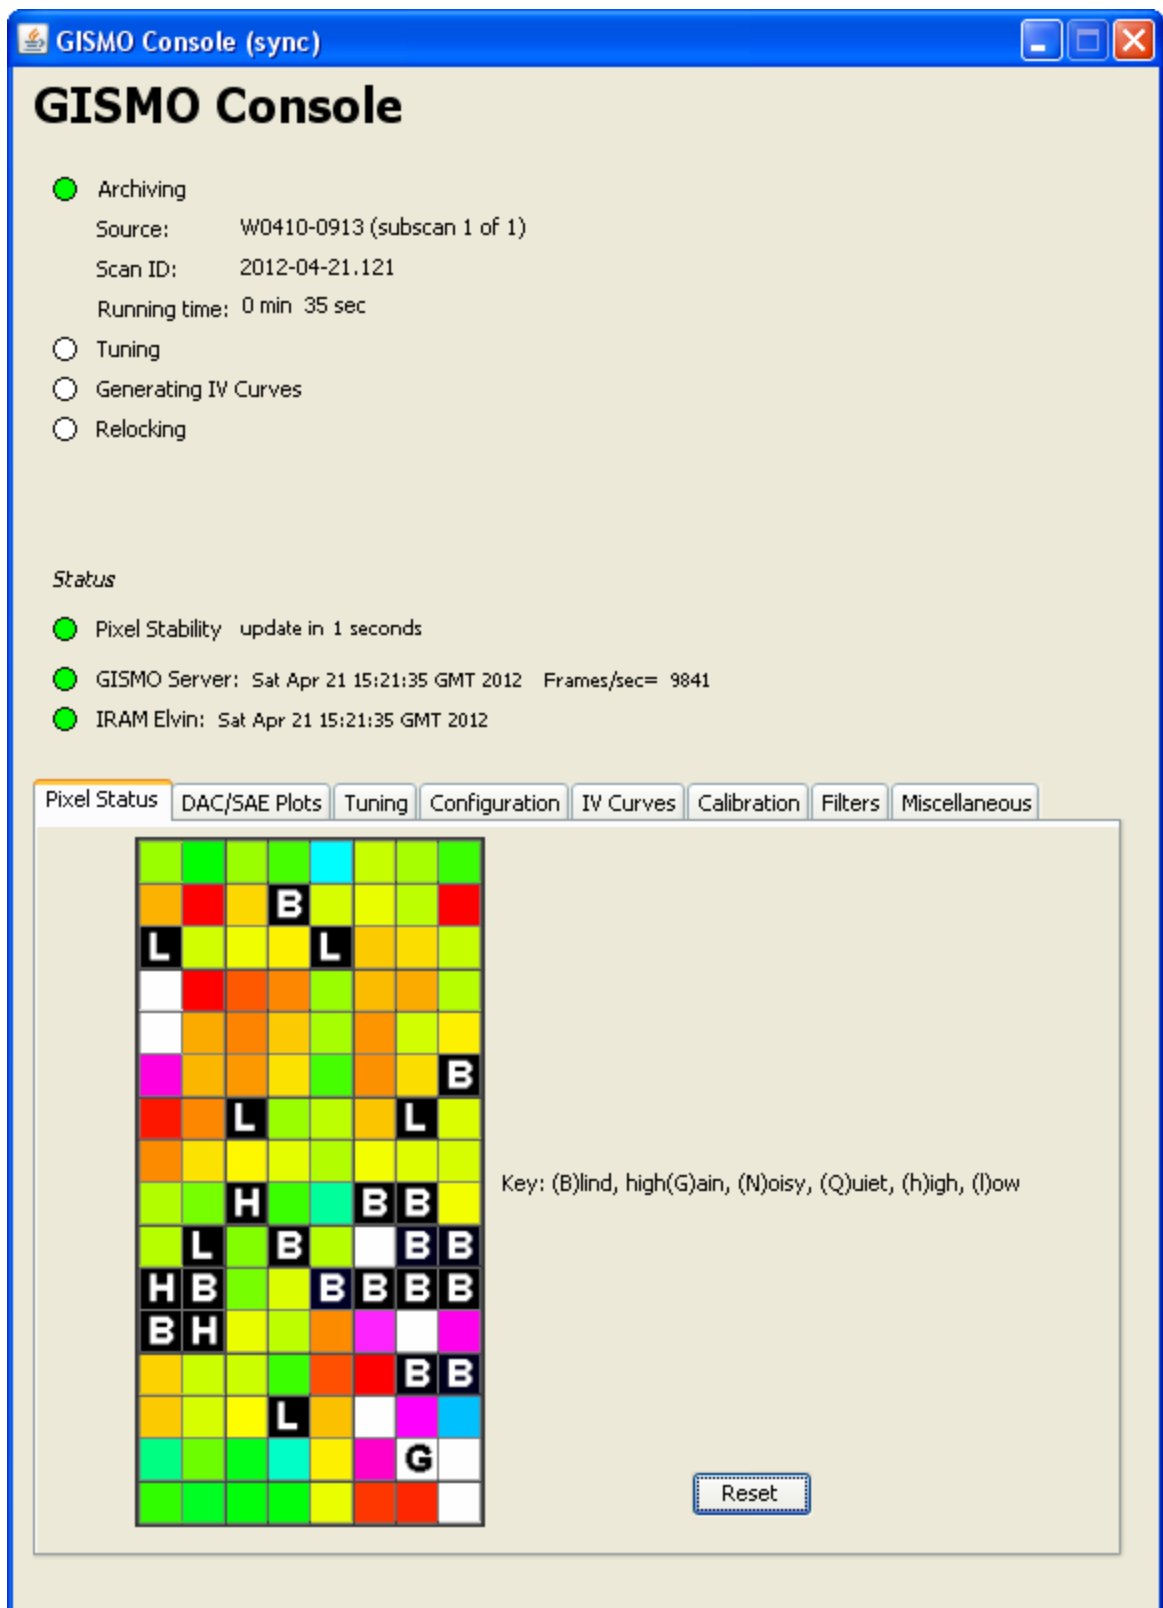 GISMO Console (sync)
GISMO Console
Archiving
Source: W0410-0913 (subscan 1 of 1)
Scan ID: 2012-04-21.121
Running time: 0 min 35 sec
Tuning
Generating IV Curves
Relocking
Status
Pixel Stability update in 1 seconds
GISMO Server: Sat Apr 21 15:21:35 GMT 2012 Frames/sec= 9841
IRAM Elvin: Sat Apr 21 15:21:35 GMT 2012
Pixel Status DAC/SAE Plots Tuning Configuration IV Curves Calibration Filters Miscellaneous
B
L L
B
L L
H B B
Key: (B)lind, high(G)ain, (N)oisy, (Q)uiet, (h)igh, (l)ow
L B B B
H B B B B B
B H
B B
L
G
Reset